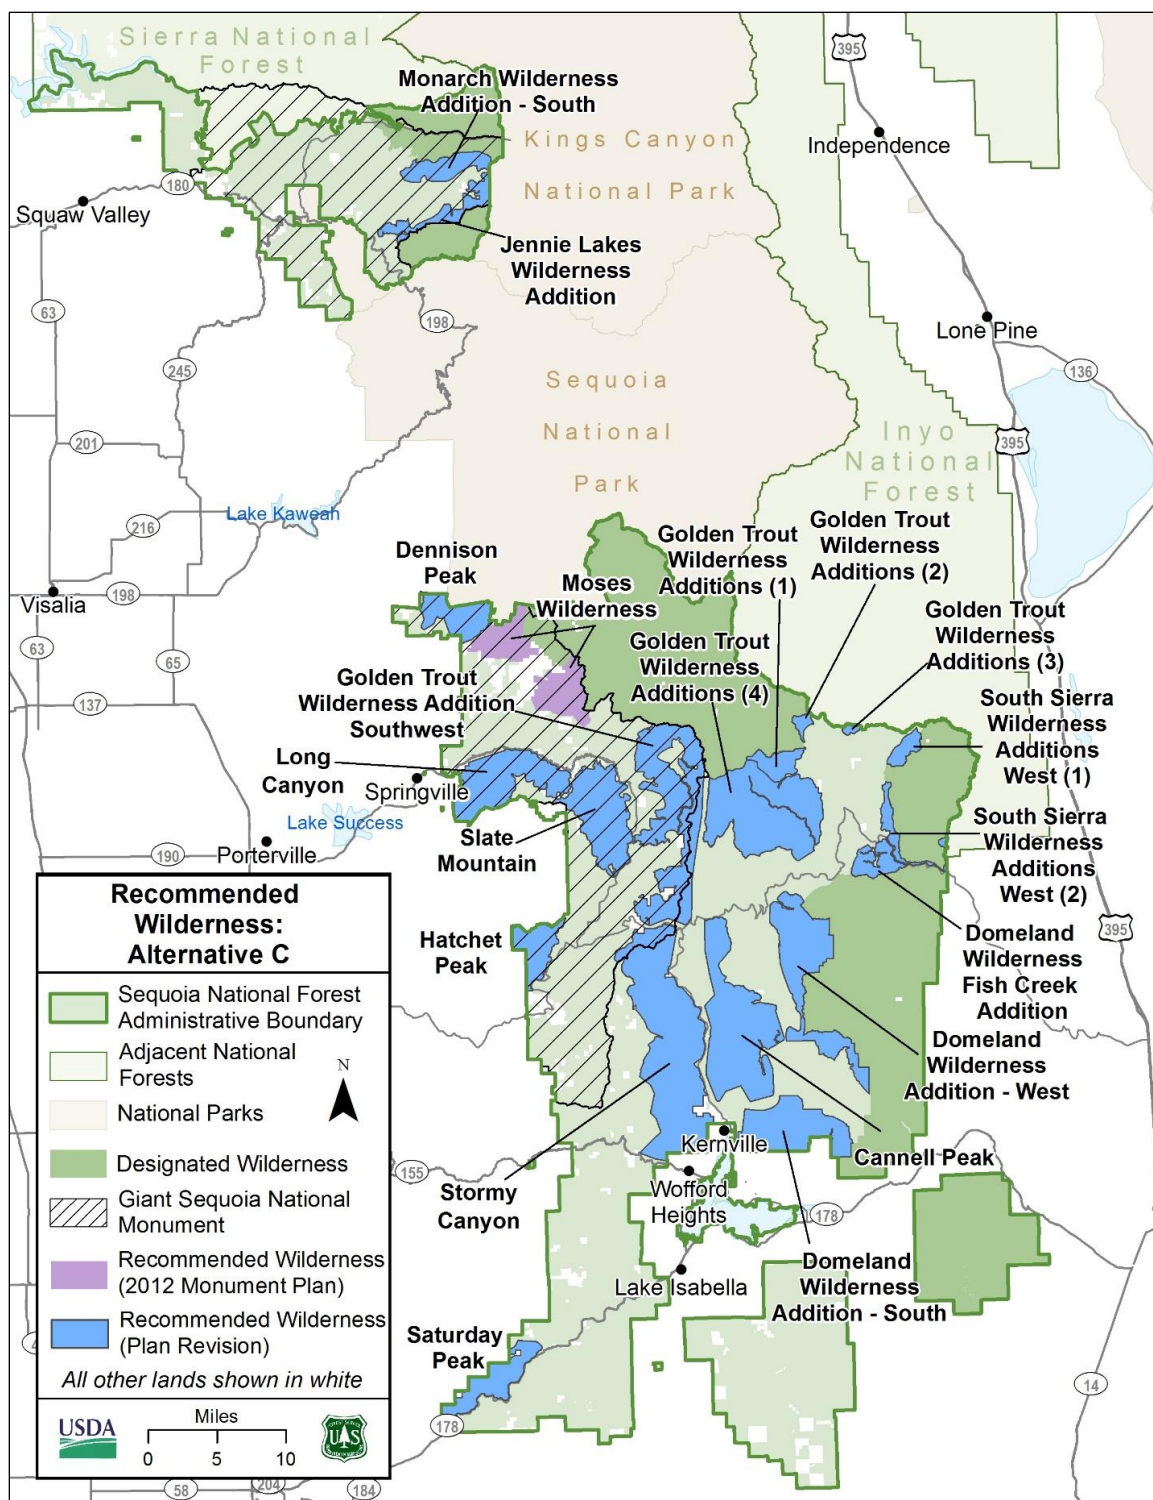 Sierra National
Forest
Monarch Wilderness
Addition - South
Kings Canyon
National Park
395
Independence
180
Squaw Valley
Jennie Lakes
Wilderness
Addition
63
198
Lone Pine
245
136
Sequoia
National
Park
201
Inyo
National
Forest
395
Lake Kaweah
216
Dennison
Peak
Golden Trout
Wilderness
Additions (1)
Golden Trout
Wilderness
Additions (2)
Moses
Wilderness
Visalia
198
Golden Trout
Wilderness
Additions (3)
Golden Trout
Wilderness
Additions (4)
63
65
Golden Trout
Wilderness Addition
Southwest
137
South Sierra
Wilderness
Additions
West (1)
Long
Canyon
Springville
Lake Success
Slate
Mountain
South Sierra
Wilderness
Additions
West (2)
190
Porterville
Hatchet
Peak
395
Domeland
Wilderness
Fish Creek
Addition
Domeland
Wilderness
Addition - West
Kernville
Cannell Peak
155
Stormy
Canyon
Wofford
Heights
178
Lake Isabella
Domeland
Wilderness
Addition - South
Saturday
Peak
178
14
Recommended
Wilderness:
Alternative C
Sequoia National Forest
Administrative Boundary
Adjacent National
Forests
N
National Parks
Designated Wilderness
Giant Sequoia National
Monument
Recommended Wilderness
(2012 Monument Plan)
Recommended Wilderness
(Plan Revision)
All other lands shown in white
USDA
Miles
0 5 10
U S
58
204
184